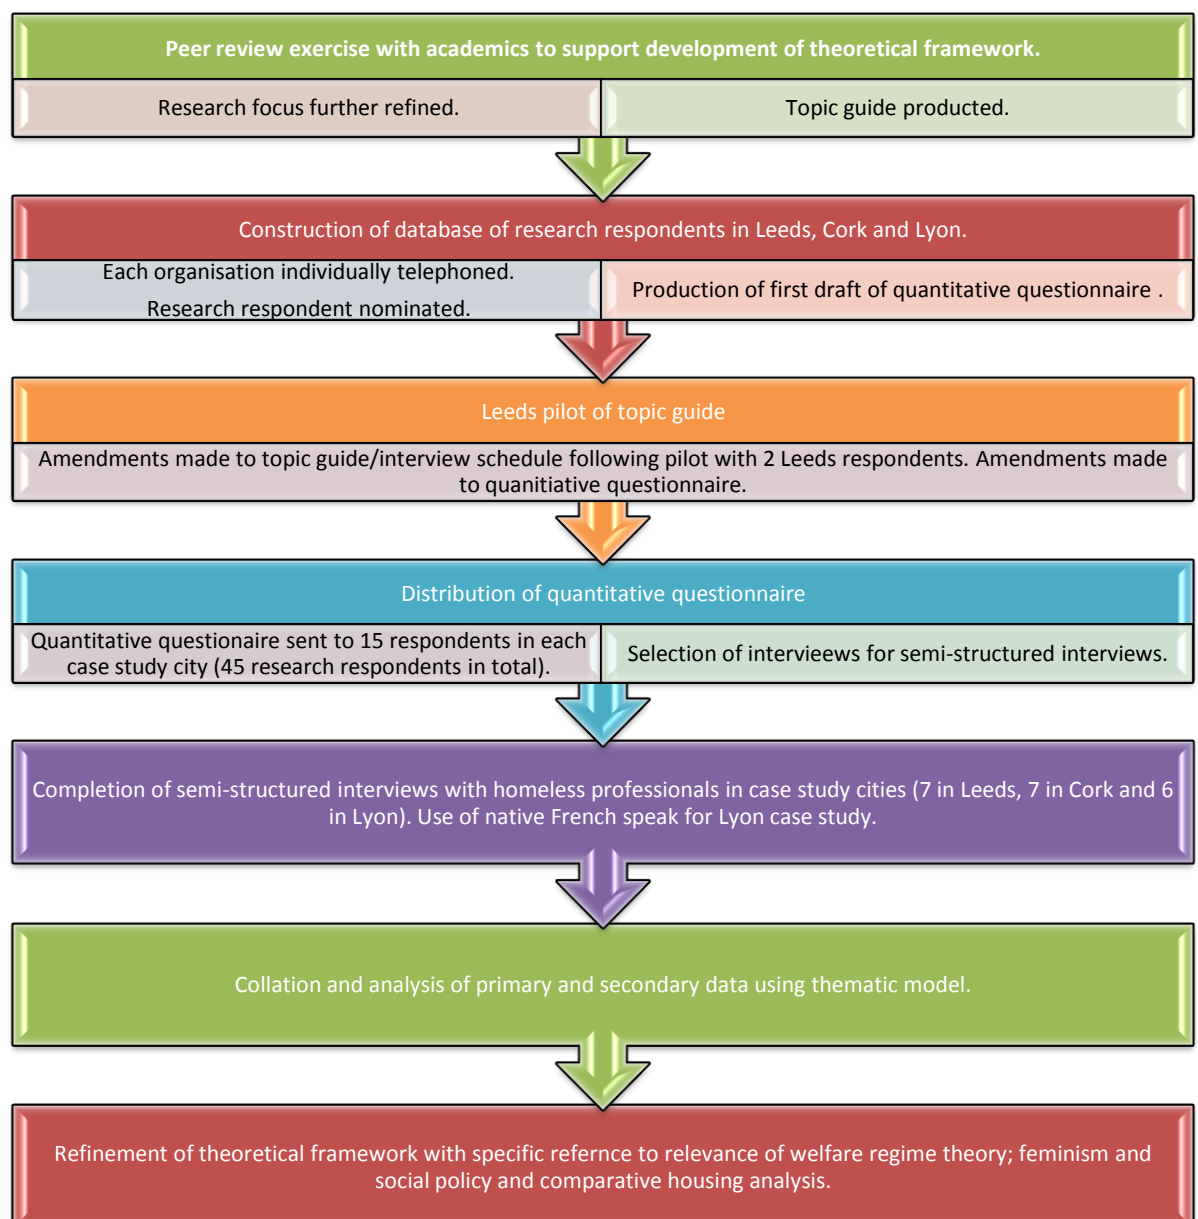 Peer review exercise with academics to support development of theoretical framework.
Research focus further refined.
Topic guide producted.
Construction of database of research respondents in Leeds, Cork and Lyon.
Each organisation individually telephoned.
Research respondent nominated.
Production of first draft of quantitative questionnaire .
Leeds pilot of topic guide
Amendments made to topic guide/interview schedule following pilot with 2 Leeds respondents. Amendments made
to quanitiative questionnaire.
Distribution of quantitative questionnaire
Quantitative questionaire sent to 15 respondents in each
case study city (45 research respondents in total).
Selection of intervieews for semi-structured interviews.
Completion of semi-structured interviews with homeless professionals in case study cities (7 in Leeds, 7 in Cork and 6
in Lyon). Use of native French speak for Lyon case study.
Collation and analysis of primary and secondary data using thematic model.
Refinement of theoretical framework with specific refernce to relevance of welfare regime theory; feminism and
social policy and comparative housing analysis.